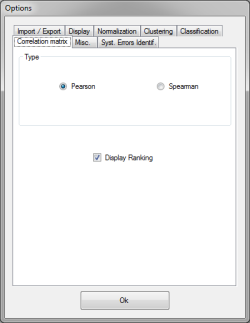 Options
Import / Export Display Normalization Clustering Classification
Correlation matrix Misc. Syst. Errors Identif.
Type
Pearson Spearman
Display Ranking
Ok